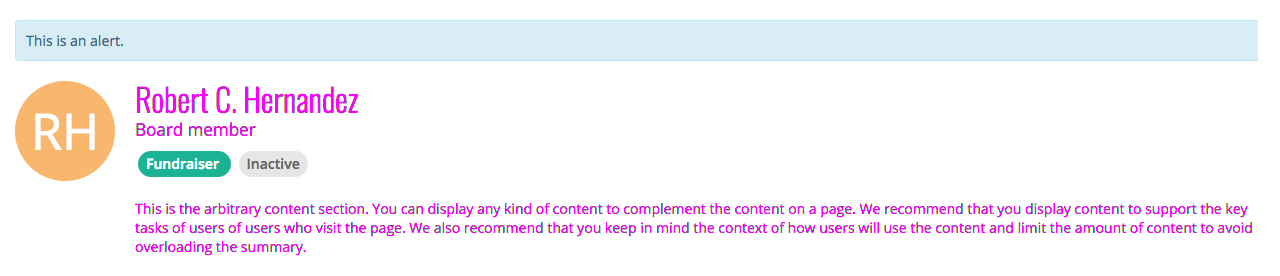 This is an alert.
RH
Robert C. Hernandez
Board member
Fundraiser Inactive
This is the arbitrary content section. You can display any kind of content to complement the content on a page. We recommend that you display content to support the key
tasks of users of users who visit the page. We also recommend that you keep in mind the context of how users will use the content and limit the amount of content to avoid
overloading the summary.